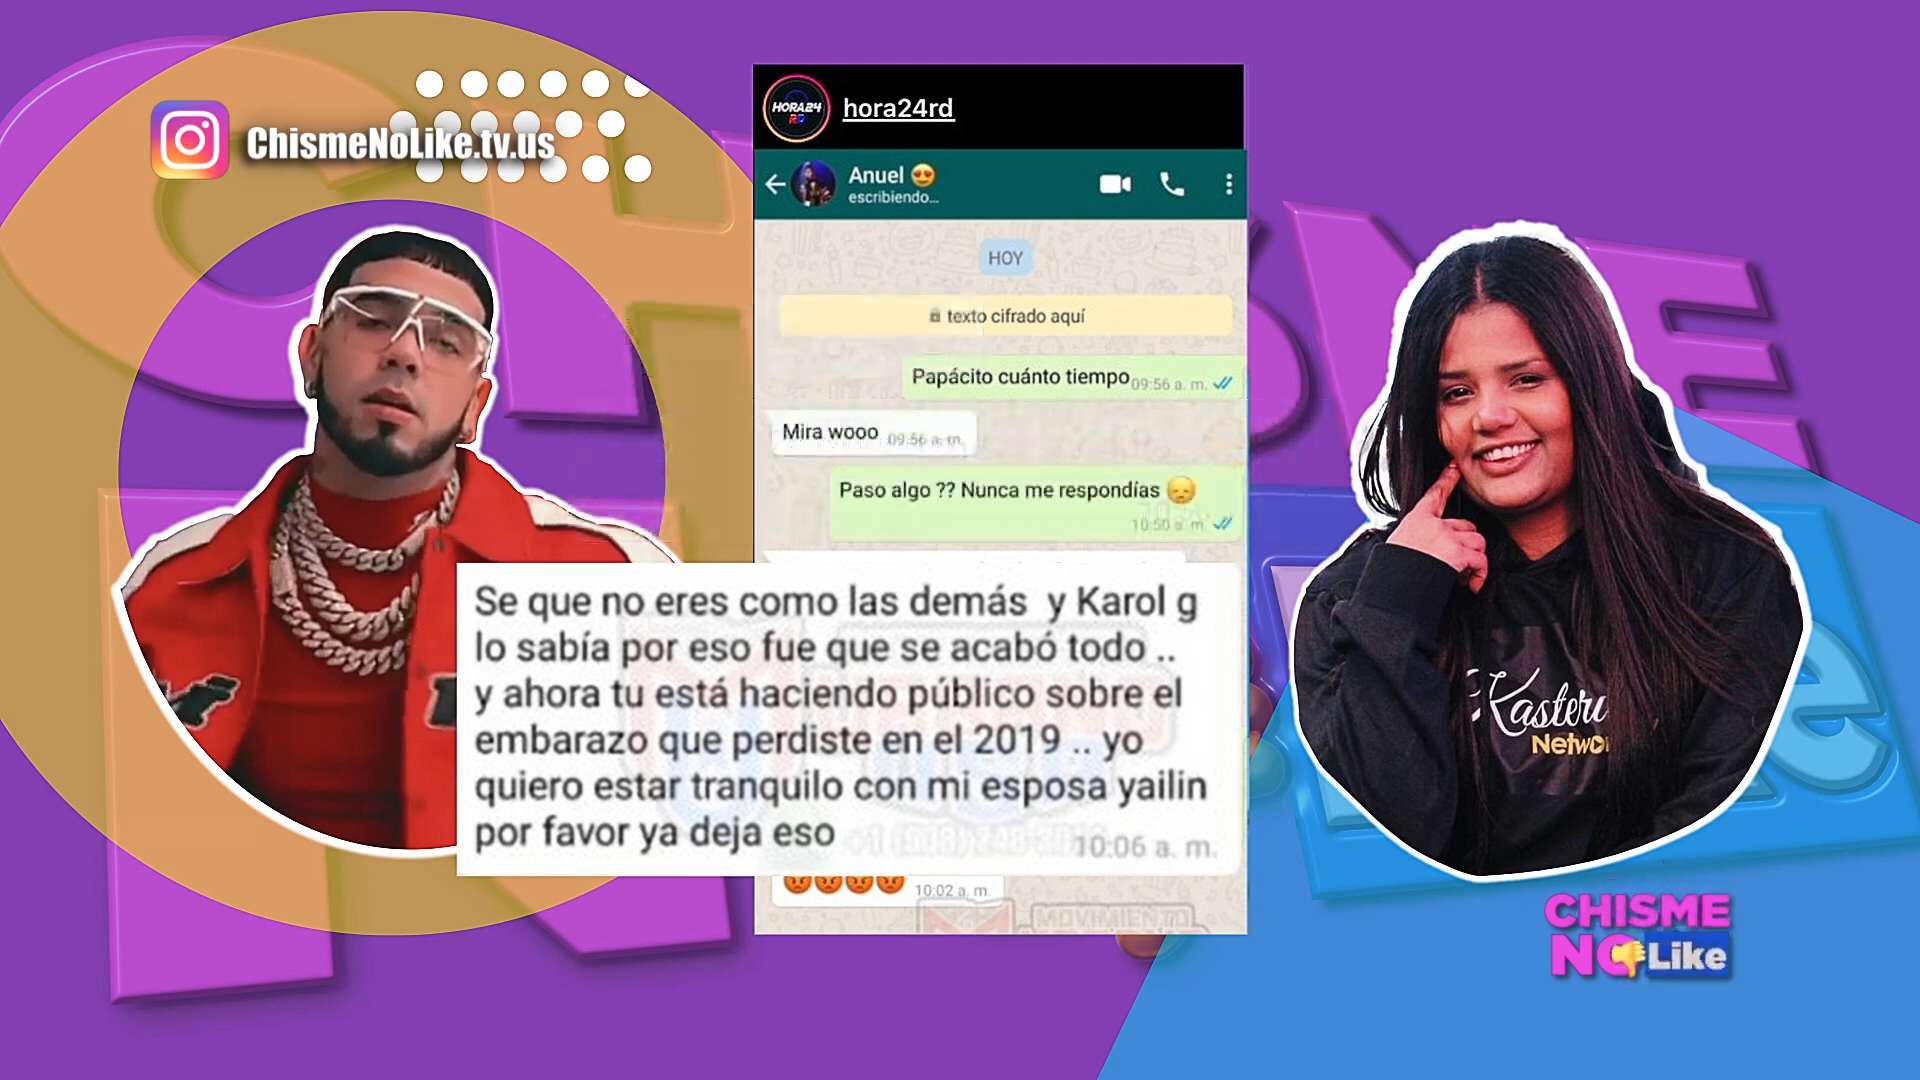 ChismeNoLike.tv.us
HORA24
RD
hora24rd
Anuel 😍
escribiendo...
HOY
texto cifrado aquí
Papácito cuánto tiempo 09:56 a. m.
Mira wooo 09:56 a. m.
Paso algo ?? Nunca me respondías 😞
10:50 a. m.
Se que no eres como las demás y Karol g
lo sabía por eso fue que se acabó todo ..
y ahora tu está haciendo público sobre el
embarazo que perdiste en el 2019 .. yo
quiero estar tranquilo con mi esposa yailin
por favor ya deja eso
10:06 a. m.
😡😡😡😡 10:02 a. m.
MOVIMIENTO
Network
CHISME
NO Like